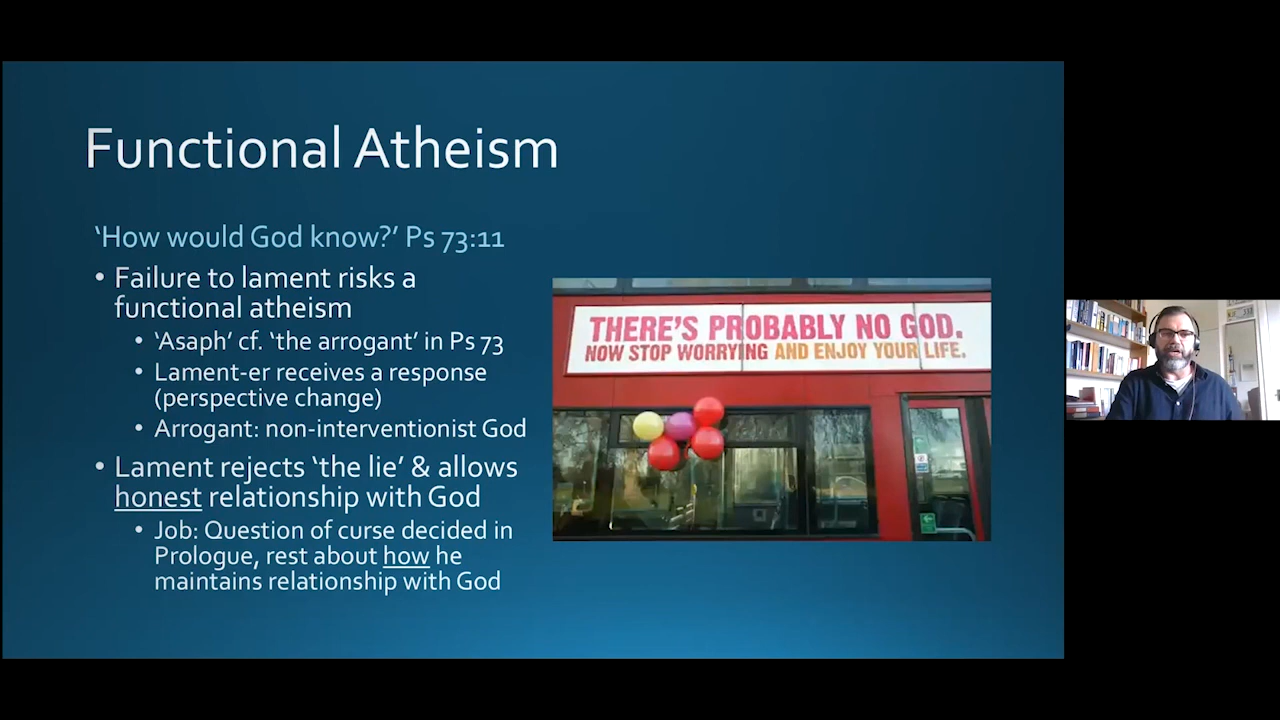 Functional Atheism
‘How would God know?’ Ps 73:11
• Failure to lament risks a
functional atheism
• ‘Asaph’ cf. ‘the arrogant’ in Ps 73
• Lament-er receives a response
(perspective change)
• Arrogant: non-interventionist God
• Lament rejects ‘the lie’ & allows
honest relationship with God
• Job: Question of curse decided in
Prologue, rest about how he
maintains relationship with God
THERE'S PROBABLY NO GOD.
NOW STOP WORRYING AND ENJOY YOUR LIFE.